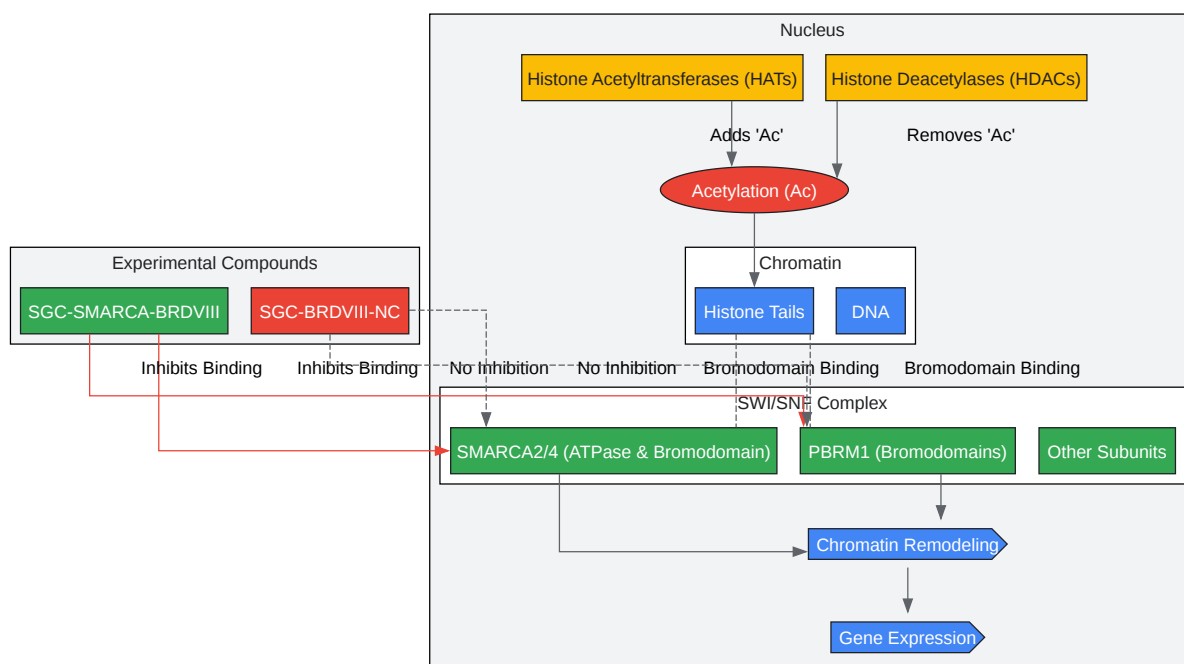 Nucleus
Histone Acetyltransferases (HATs)
Histone Deacetylases (HDACs)
Adds 'Ac'
Removes 'Ac'
Acetylation (Ac)
Experimental Compounds
Chromatin
SGC-SMARCA-BRDVIII
SGC-BRDVIII-NC
Histone Tails
DNA
Inhibits Binding
Inhibits Binding
No Inhibition
No Inhibition
Bromodomain Binding
Bromodomain Binding
SWI/SNF Complex
SMARCA2/4 (ATPase & Bromodomain)
PBRM1 (Bromodomains)
Other Subunits
Chromatin Remodeling
Gene Expression